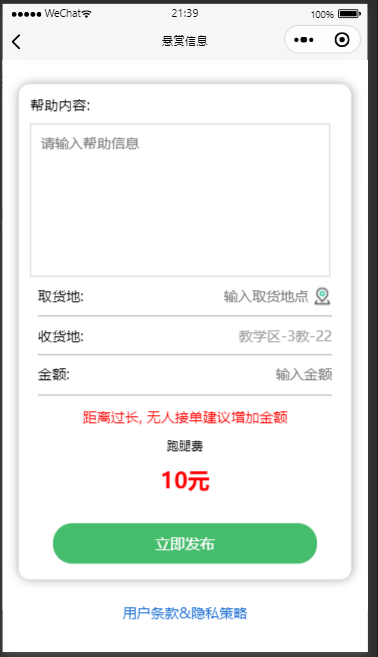 WeChat
21:39
100%
悬赏信息
帮助内容:
请输入帮助信息
取货地: 输入取货地点
收货地: 教学区-3教-22
金额: 输入金额
距离过长, 无人接单建议增加金额
跑腿费
10元
立即发布
用户条款&隐私策略